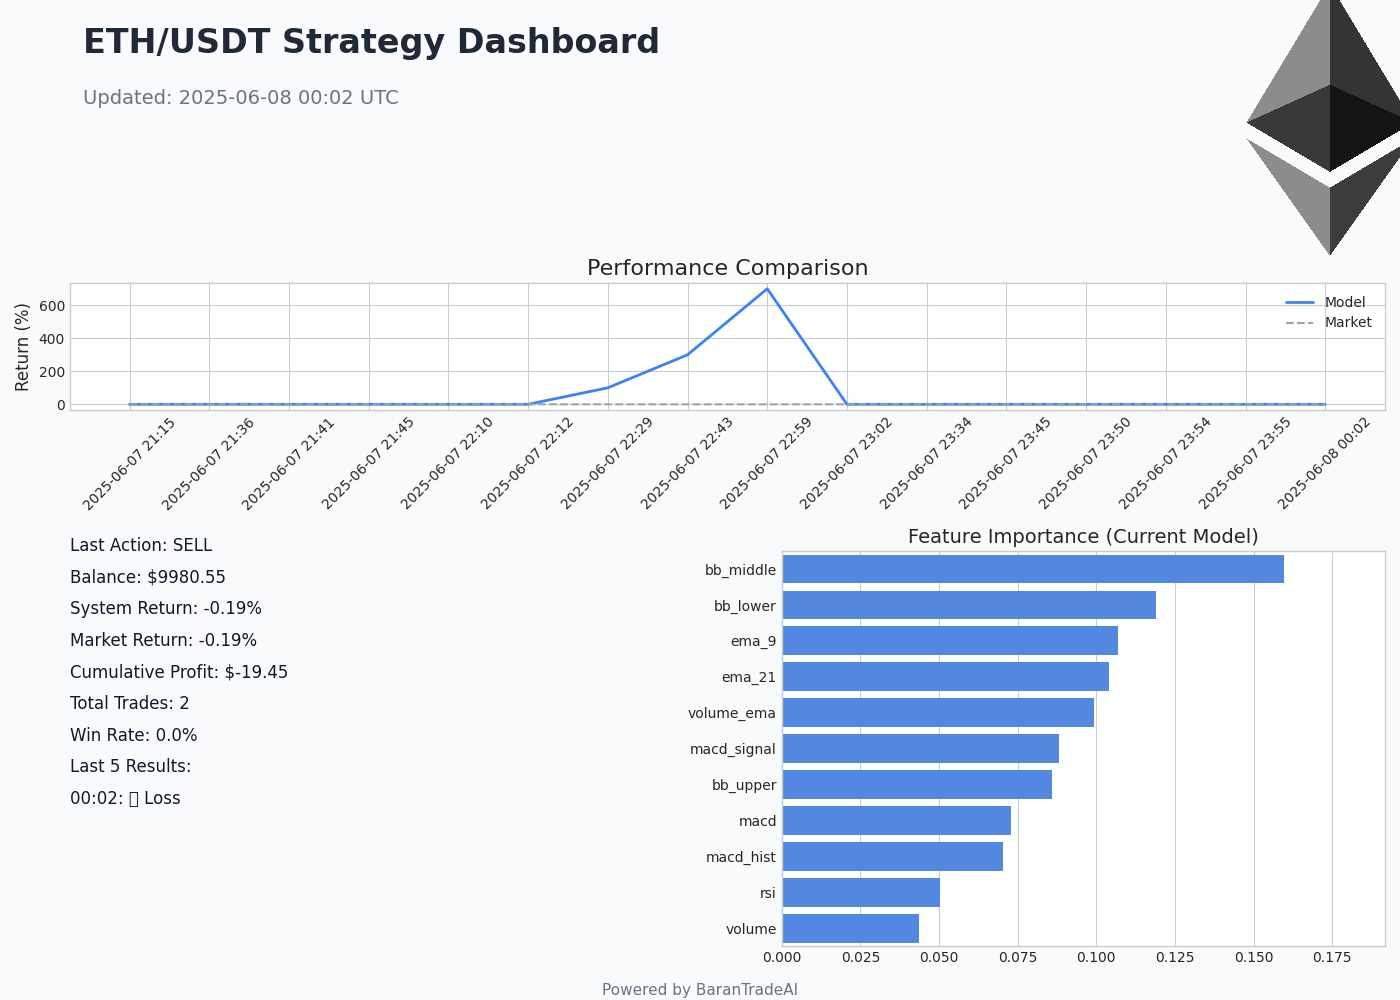 ETH/USDT Strategy Dashboard
Updated: 2025-06-08 00:02 UTC
Performance Comparison
Return (%)
600
400
200
0
Model
Market
2025-06-07 21:15
2025-06-07 21:36
2025-06-07 21:41
2025-06-07 21:45
2025-06-07 22:10
2025-06-07 22:12
2025-06-07 22:29
2025-06-07 22:43
2025-06-07 22:59
2025-06-07 23:02
2025-06-07 23:34
2025-06-07 23:45
2025-06-07 23:50
2025-06-07 23:54
2025-06-07 23:55
2025-06-08 00:02
Last Action: SELL
Balance: $9980.55
System Return: -0.19%
Market Return: -0.19%
Cumulative Profit: $-19.45
Total Trades: 2
Win Rate: 0.0%
Last 5 Results:
00:02: ▯ Loss
Feature Importance (Current Model)
bb_middle
bb_lower
ema_9
ema_21
volume_ema
macd_signal
bb_upper
macd
macd_hist
rsi
volume
0.000 0.025 0.050 0.075 0.100 0.125 0.150 0.175
Powered by BaranTradeAI